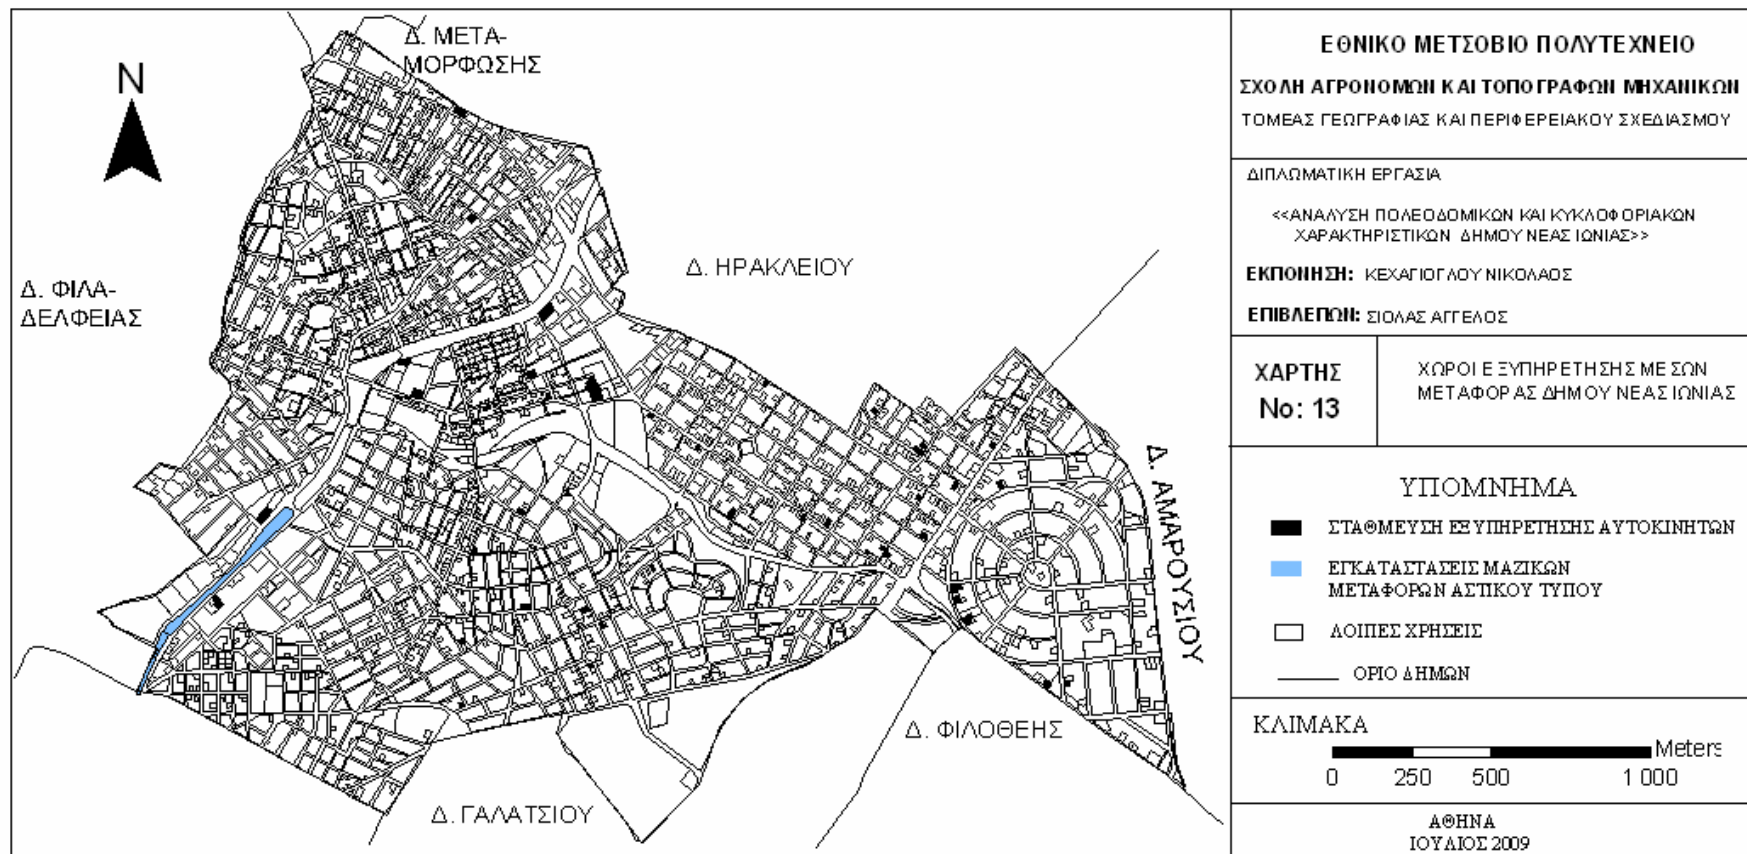 Δ. ΜΕΤΑ-
ΜΟΡΦΩΣΗΣ
N
Δ. ΗΡΑΚΛΕΙΟΥ
Δ. ΦΙΛΑ-
ΔΕΛΦΕΙΑΣ
Δ. ΑΜΑΡΟΥΣΙΟΥ
Δ. ΦΙΛΟΘΕΗΣ
Δ. ΓΑΛΑΤΣΙΟΥ
ΕΘΝΙΚΟ ΜΕΤΣΟΒΙΟ ΠΟΛΥΤΕΧΝΕΙΟ
ΣΧΟΛΗ ΑΓΡΟΝΟΜΩΝ ΚΑΙ ΤΟΠΟΓΡΑΦΩΝ ΜΗΧΑΝΙΚΩΝ
ΤΟΜΕΑΣ ΓΕΩΓΡΑΦΙΑΣ ΚΑΙ ΠΕΡΙΦΕΡΕΙΑΚΟΥ ΣΧΕΔΙΑΣΜΟΥ
ΔΙΠΛΩΜΑΤΙΚΗ ΕΡΓΑΣΙΑ
<<ΑΝΑΛΥΣΗ ΠΟΛΕΟΔΟΜΙΚΩΝ ΚΑΙ ΚΥΚΛΟΦΟΡΙΑΚΩΝ
ΧΑΡΑΚΤΗΡΙΣΤΙΚΩΝ ΔΗΜΟΥ ΝΕΑΣ ΙΩΝΙΑΣ>>
ΕΚΠΟΝΗΣΗ: ΚΕΧΑΓΙΟΓΛΟΥ ΝΙΚΟΛΑΟΣ
ΕΠΙΒΛΕΠΩΝ: ΣΙΟΛΑΣ ΑΓΓΕΛΟΣ
ΧΑΡΤΗΣ
Νο: 13
ΧΩΡΟΙ ΕΞΥΠΗΡΕΤΗΣΗΣ ΜΕΣΩΝ
ΜΕΤΑΦΟΡΑΣ ΔΗΜΟΥ ΝΕΑΣ ΙΩΝΙΑΣ
ΥΠΟΜΝΗΜΑ
ΣΤΑΘΜΕΥΣΗ ΕΞΥΠΗΡΕΤΗΣΗΣ ΑΥΤΟΚΙΝΗΤΩΝ
ΕΓΚΑΤΑΣΤΑΣΕΙΣ ΜΑΖΙΚΩΝ
ΜΕΤΑΦΟΡΩΝ ΑΣΤΙΚΟΥ ΤΥΠΟΥ
ΛΟΙΠΕΣ ΧΡΗΣΕΙΣ
ΟΡΙΟ ΔΗΜΩΝ
ΚΛΙΜΑΚΑ
Meters
0 250 500 1 000
ΑΘΗΝΑ
ΙΟΥΛΙΟΣ 2009